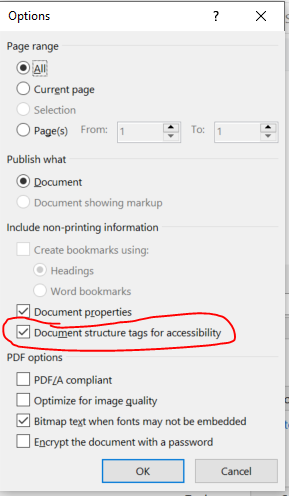 Options
Page range
All
Current page
Selection
Page(s) From: 1 To: 1
Publish what
Document
Document showing markup
Include non-printing information
Create bookmarks using:
Headings
Word bookmarks
Document properties
Document structure tags for accessibility
PDF options
PDF/A compliant
Optimize for image quality
Bitmap text when fonts may not be embedded
Encrypt the document with a password
OK Cancel